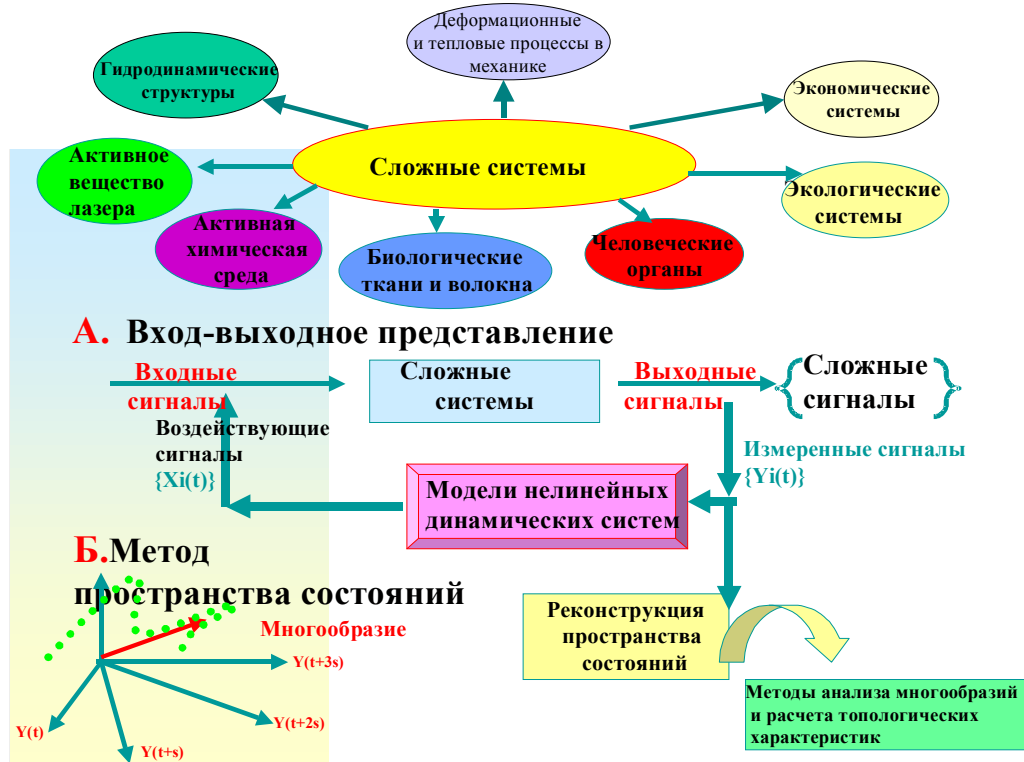 Деформационные
и тепловые процессы в
механике
Гидродинамические
структуры
Экономические
системы
Активное
вещество
лазера
Сложные системы
Экологические
системы
Активная
химическая
среда
Биологические
ткани и волокна
Человеческие
органы
А. Вход-выходное представление
Входные
сигналы
Сложные
системы
Выходные
сигналы
Сложные
сигналы
Воздействующие
сигналы
{Xi(t)}
Измеренные сигналы
{Yi(t)}
Модели нелинейных
динамических систем
Б.Метод
пространства состояний
Многообразие
Y(t+3s)
Y(t+2s)
Y(t)
Y(t+s)
Реконструкция
пространства
состояний
Методы анализа многообразий
и расчета топологических
характеристик